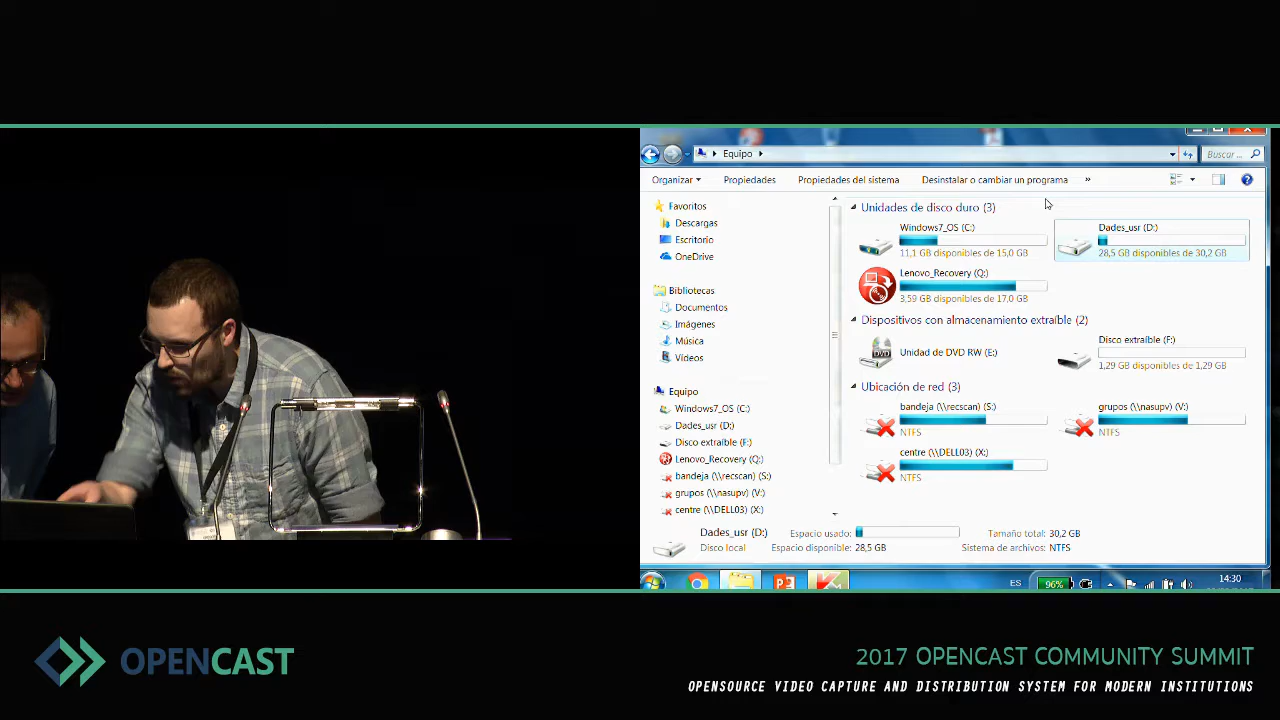 Equipo
Buscar ...
Organizar
Propiedades
Propiedades del sistema
Desinstalar o cambiar un programa
»
Favoritos
Descargas
Escritorio
OneDrive
Bibliotecas
Documentos
Imágenes
Música
Vídeos
Equipo
Windows7_OS (C:)
Dades_usr (D:)
Disco extraíble (F:)
Lenovo_Recovery (Q:)
bandeja (\\recscan) (S:)
grupos (\\nasupv) (V:)
centre (\\DELL03) (X:)
Unidades de disco duro (3)
Windows7_OS (C:)
11,1 GB disponibles de 15,0 GB
Dades_usr (D:)
28,5 GB disponibles de 30,2 GB
Lenovo_Recovery (Q:)
3,59 GB disponibles de 17,0 GB
Dispositivos con almacenamiento extraíble (2)
DVD
Unidad de DVD RW (E:)
Disco extraíble (F:)
1,29 GB disponibles de 1,29 GB
Ubicación de red (3)
bandeja (\\recscan) (S:)
NTFS
grupos (\\nasupv) (V:)
NTFS
centre (\\DELL03) (X:)
NTFS
Dades_usr (D:)
Disco local
Espacio usado:
Espacio disponible: 28,5 GB
Tamaño total: 30,2 GB
Sistema de archivos: NTFS
ES
96%
14:30
OPENCAST
2017 OPENCAST COMMUNITY SUMMIT
OPENSOURCE VIDEO CAPTURE AND DISTRIBUTION SYSTEM FOR MODERN INSTITUTIONS